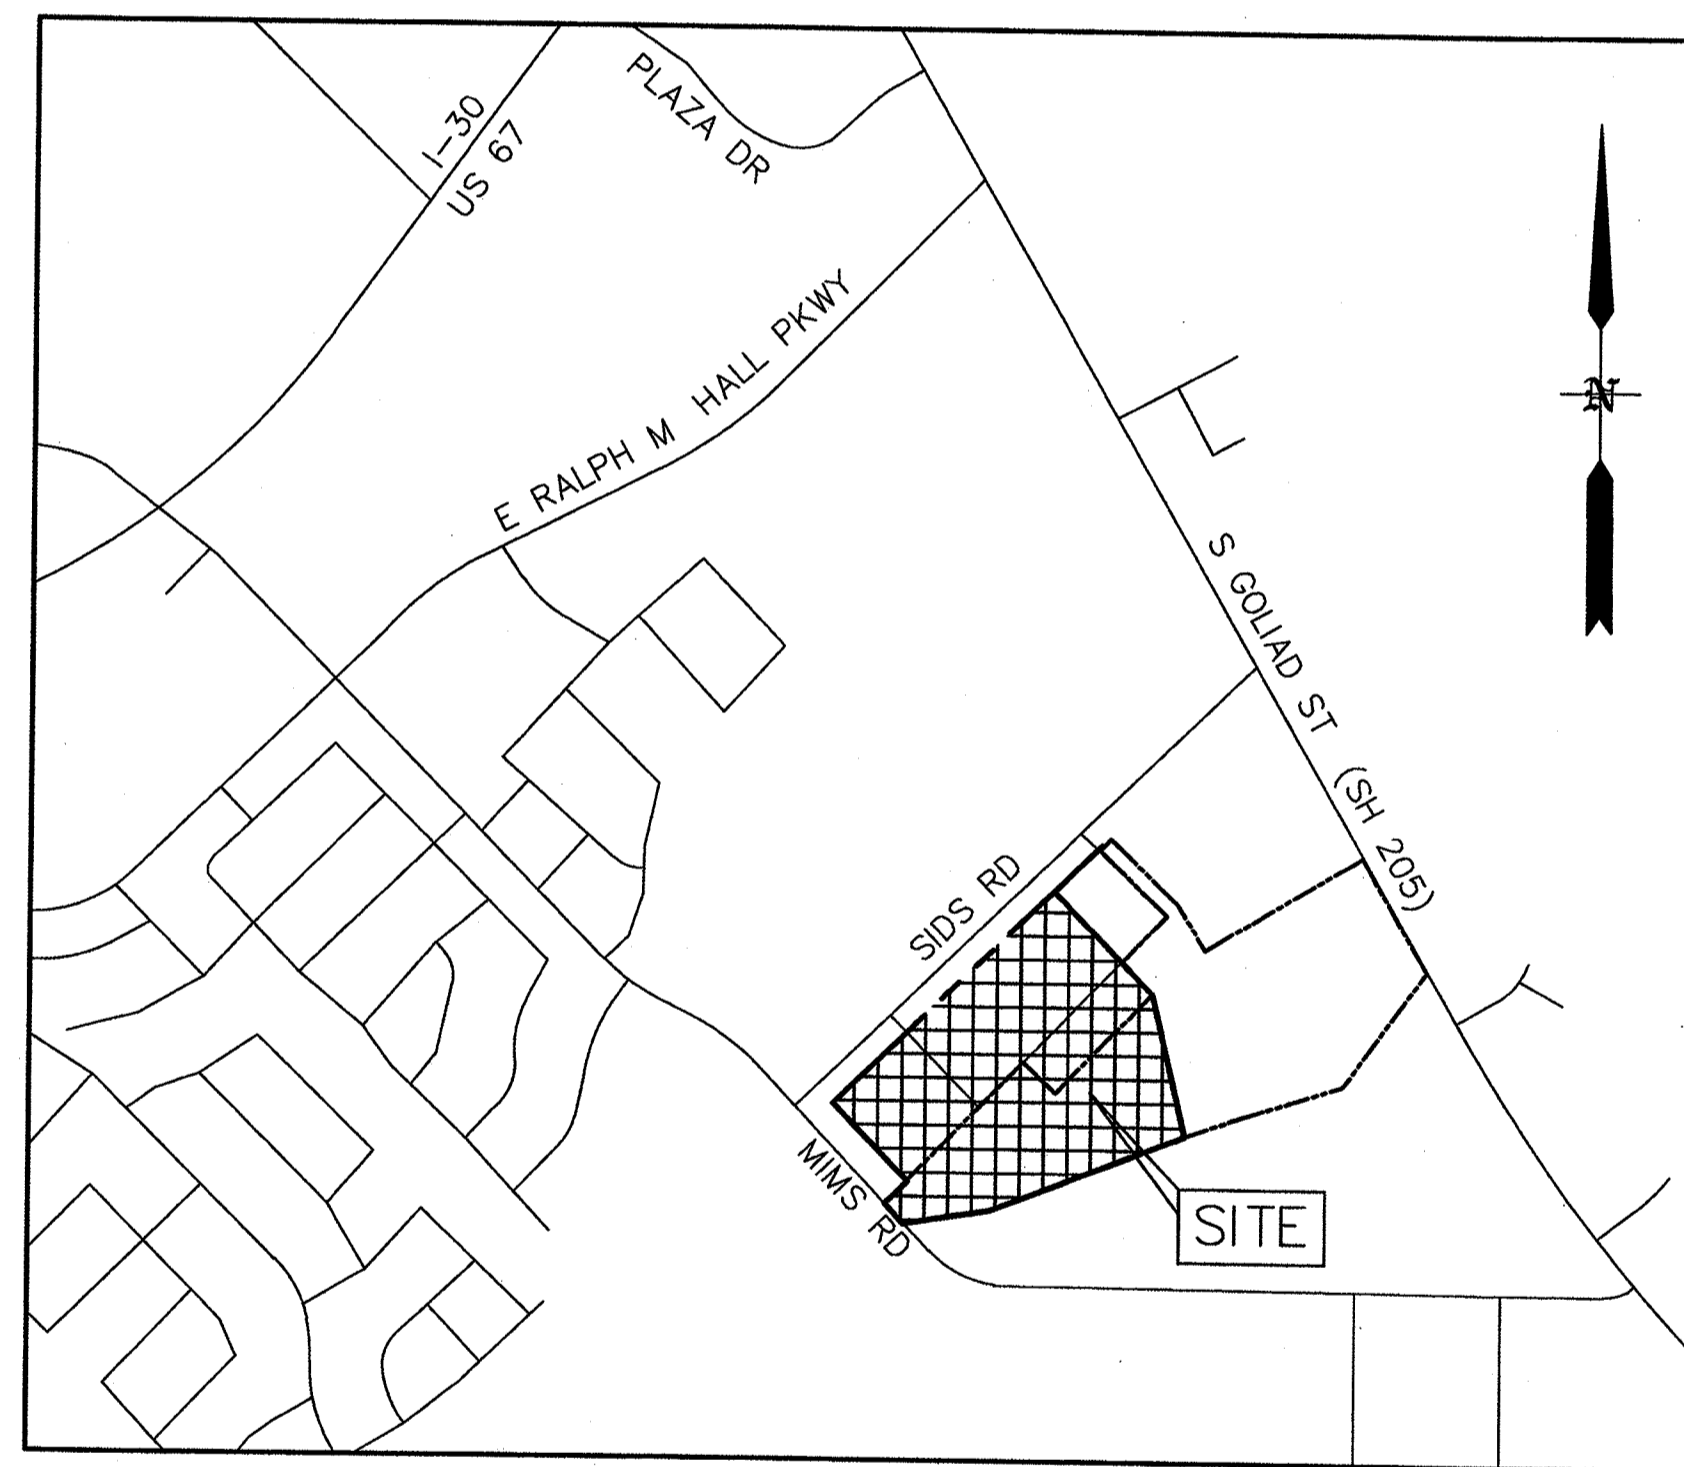 I-30
US 67
PLAZA DR
E RALPH M HALL PKWY
N
S GOLIAD ST (SH 205)
SIDS RD
MIMS RD
SITE